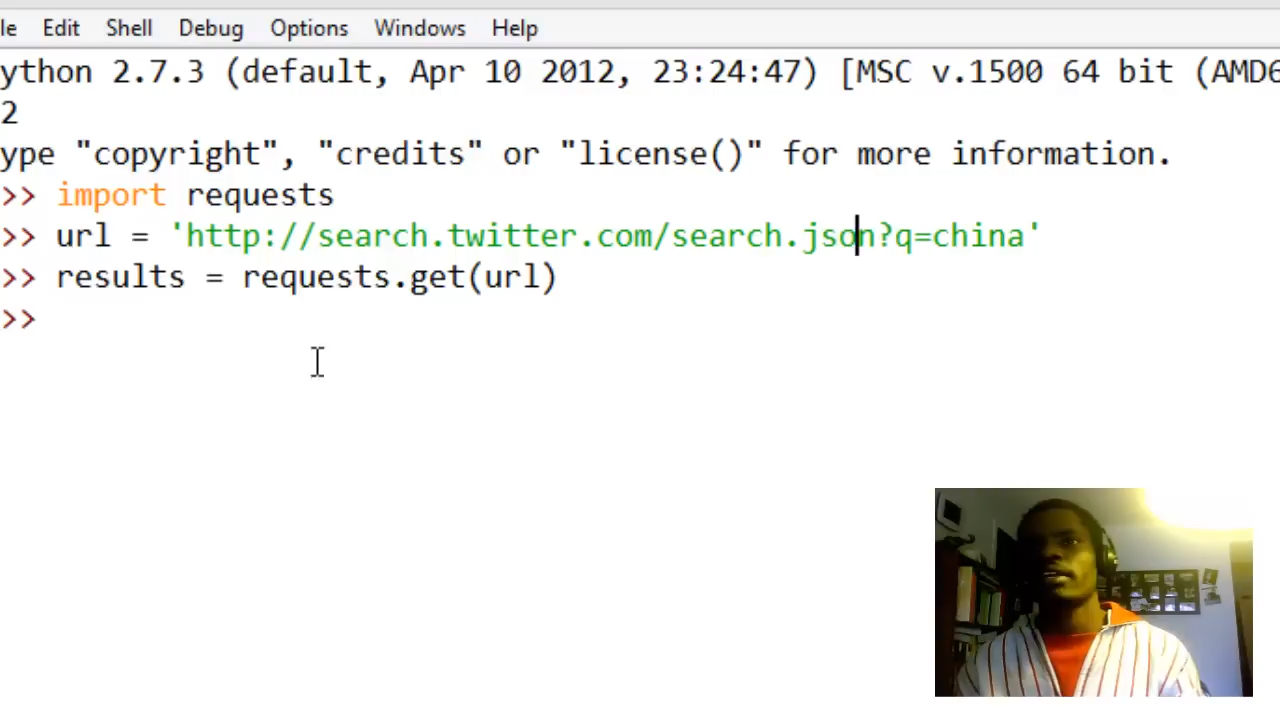 le Edit Shell Debug Options Windows Help
ython 2.7.3 (default, Apr 10 2012, 23:24:47) [MSC v.1500 64 bit (AMD6
2
ype "copyright", "credits" or "license()" for more information.
>> import requests
>> url = 'http://search.twitter.com/search.json?q=china'
>> results = requests.get(url)
>>